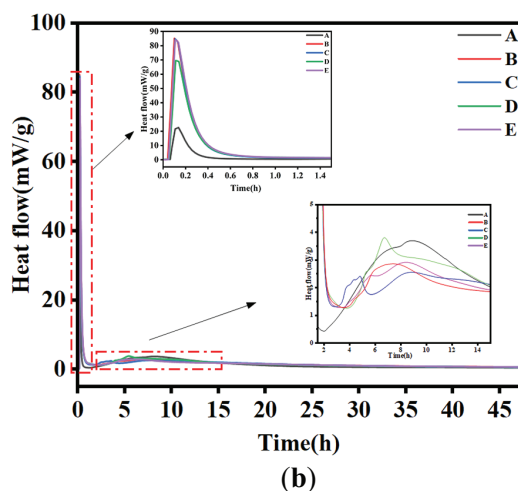 Heat flow(mW/g)
100
80
60
40
20
0
0 5 10 15 20 25 30 35 40 45
Time(h)
A
B
C
D
E
Heat flow(mW/g)
90
80
70
60
50
40
30
20
10
0
0.0 0.2 0.4 0.6 0.8 1.0 1.2 1.4
Time(h)
A
B
C
D
E
Heat flow(mW/g)
5
4
3
2
1
0
2 4 6 8 10 12 14
Time(h)
A
B
C
D
E
(b)